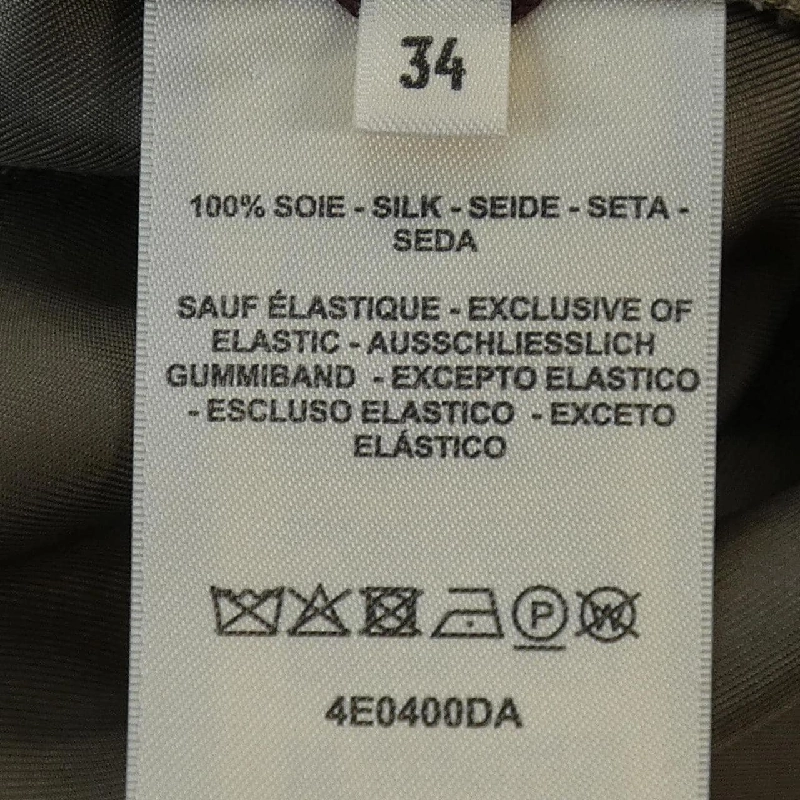 34
100% SOIE - SILK - SEIDE - SETA -
SEDA
SAUF ÉLASTIQUE - EXCLUSIVE OF
ELASTIC - AUSSCHLIESSLICH
GUMMIBAND - EXCEPTO ELASTICO
- ESCLUSO ELASTICO - EXCETO
ELÁSTICO
P W
4E0400DA